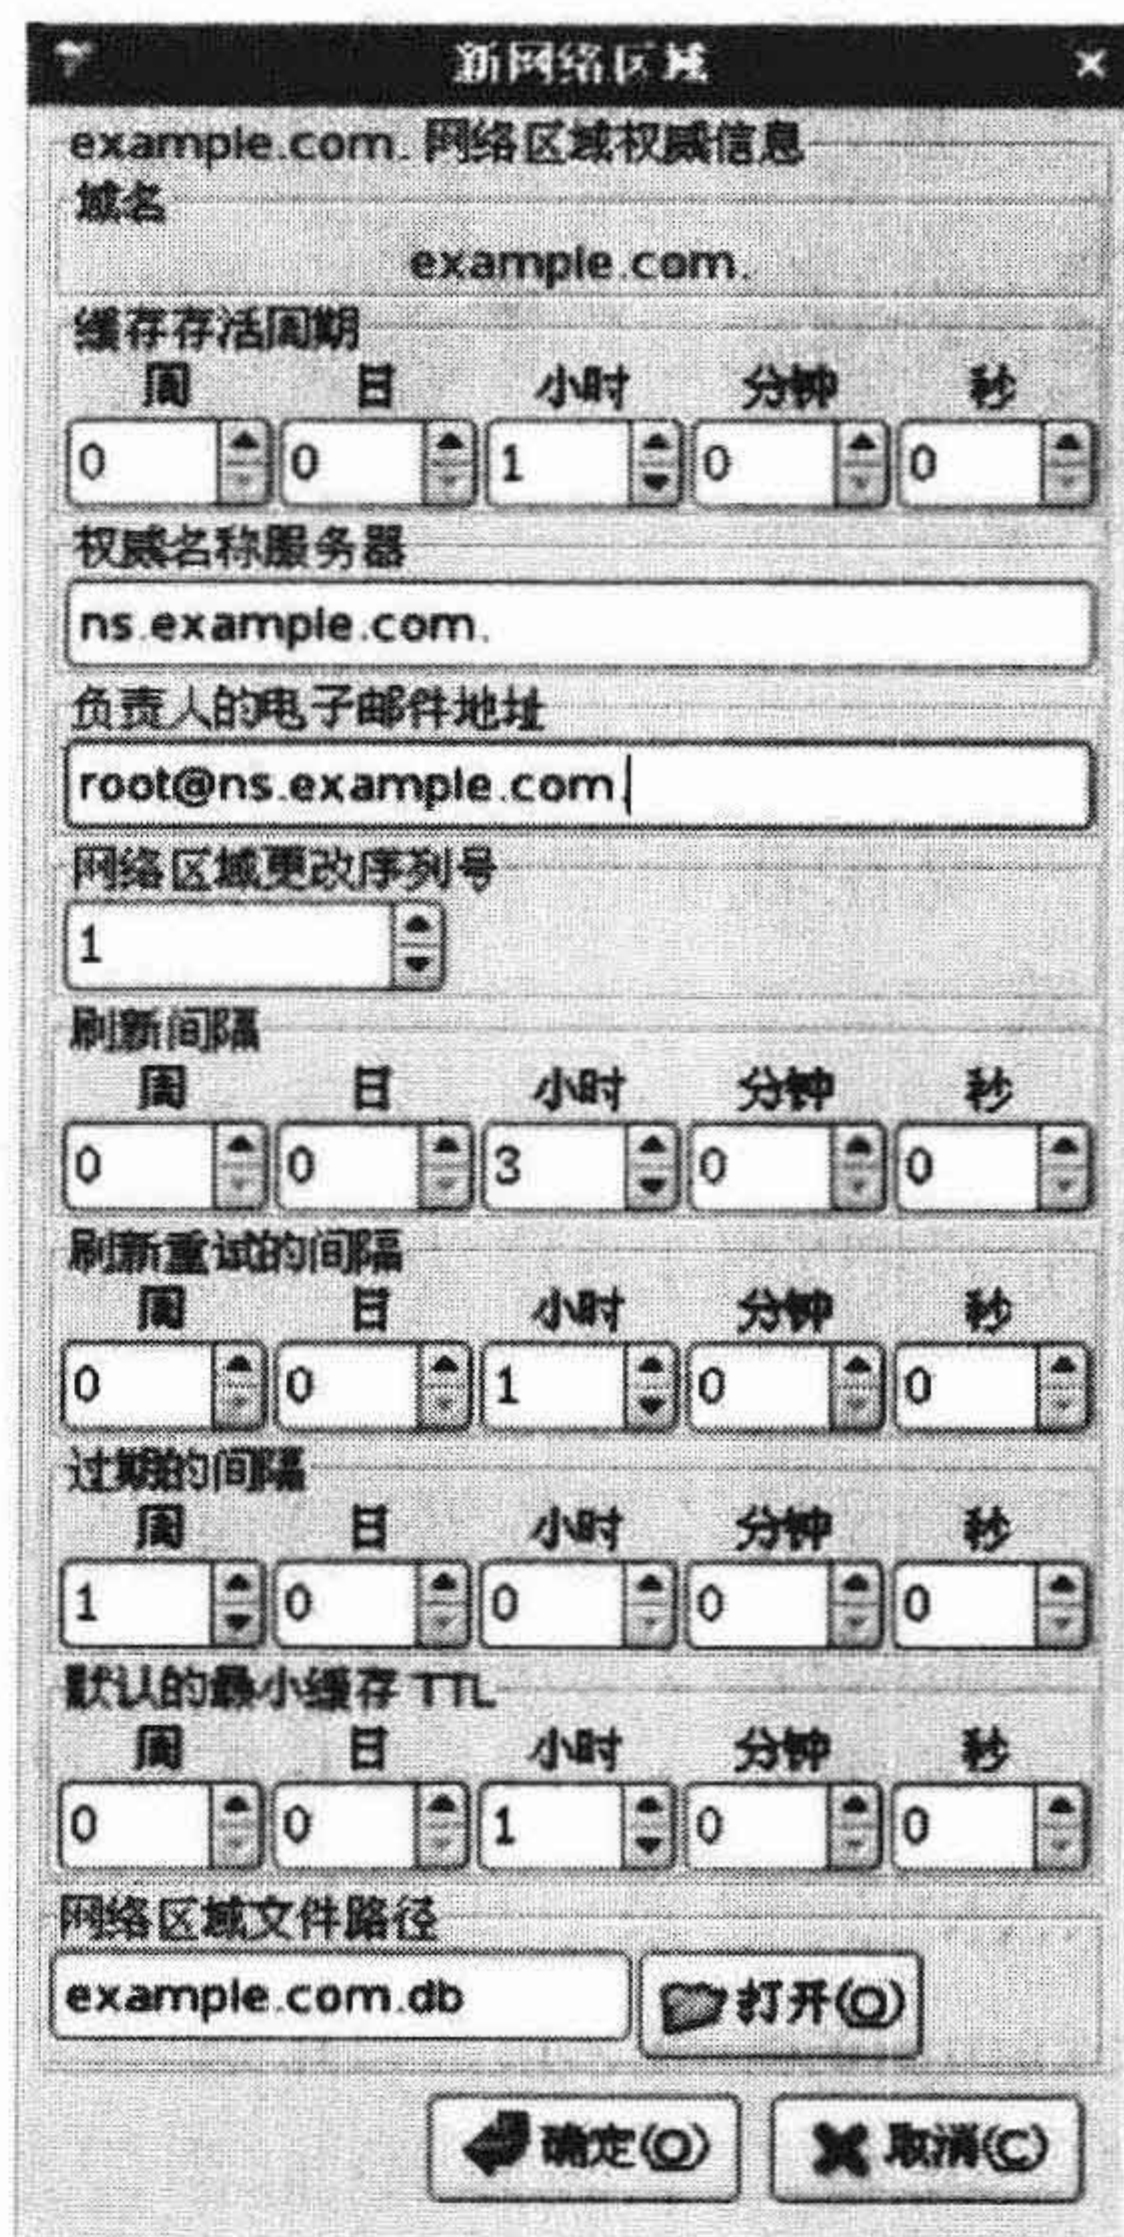 新网络区域
example.com. 网络区域权威信息
域名
example.com.
缓存存活周期
周 日 小时 分钟 秒
0 0 1 0 0
权威名称服务器
ns.example.com.
负责人的电子邮件地址
root@ns.example.com.
网络区域更改序列号
1
刷新间隔
周 日 小时 分钟 秒
0 0 3 0 0
刷新重试的间隔
周 日 小时 分钟 秒
0 0 1 0 0
过期的间隔
周 日 小时 分钟 秒
1 0 0 0 0
默认的最小缓存 TTL
周 日 小时 分钟 秒
0 0 1 0 0
网络区域文件路径
example.com.db 打开(O)
确定(O) 取消(C)